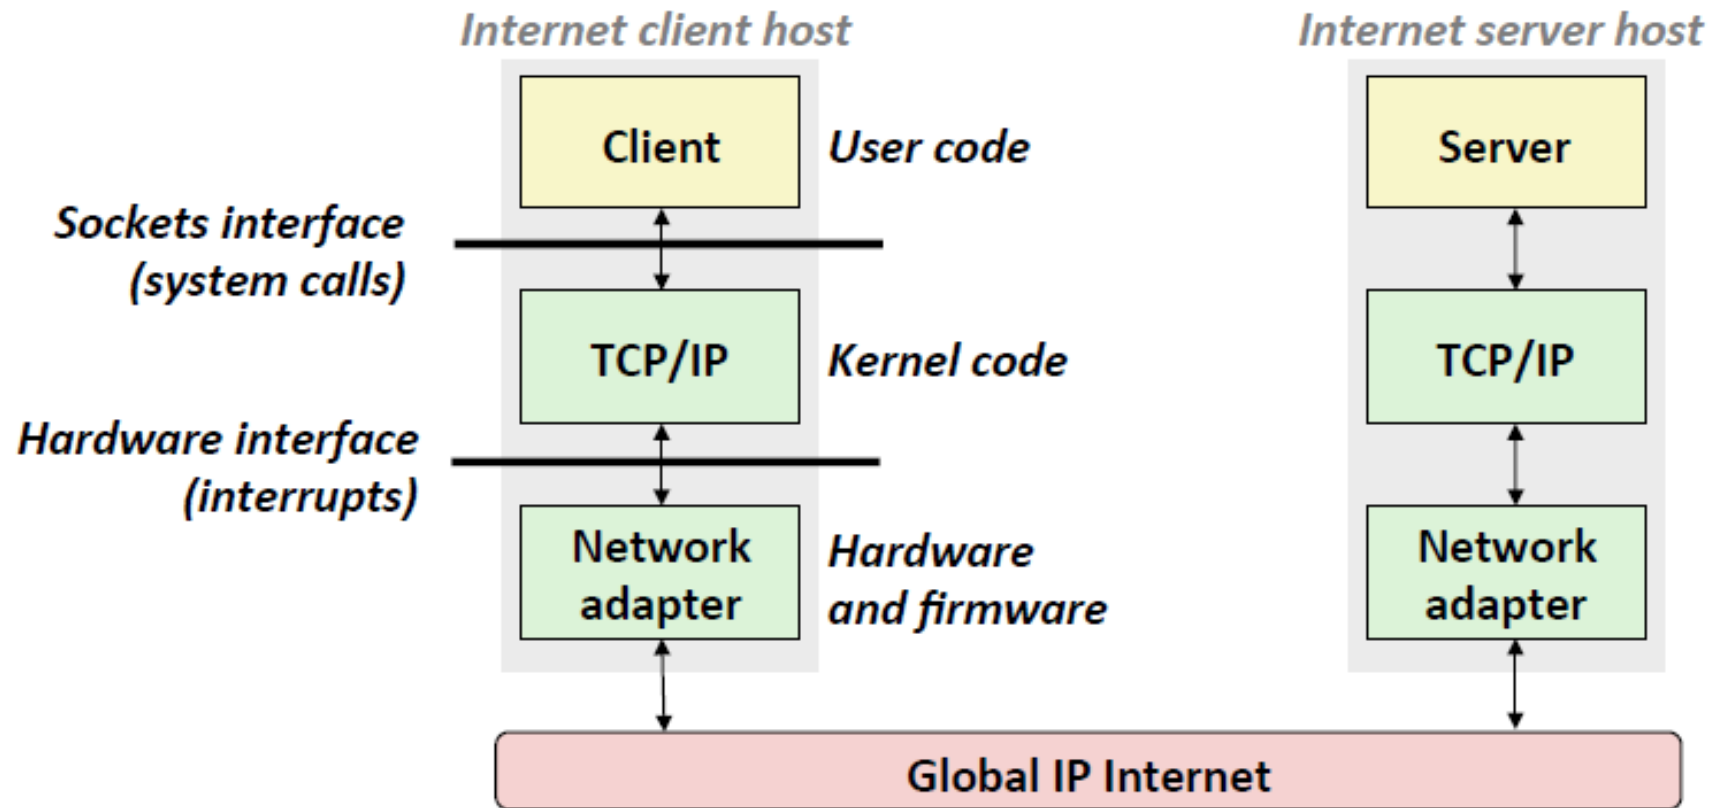 Internet client host
Internet server host
Client
User code
Server
Sockets interface
(system calls)
TCP/IP
Kernel code
TCP/IP
Hardware interface
(interrupts)
Network
adapter
Hardware
and firmware
Network
adapter
Global IP Internet